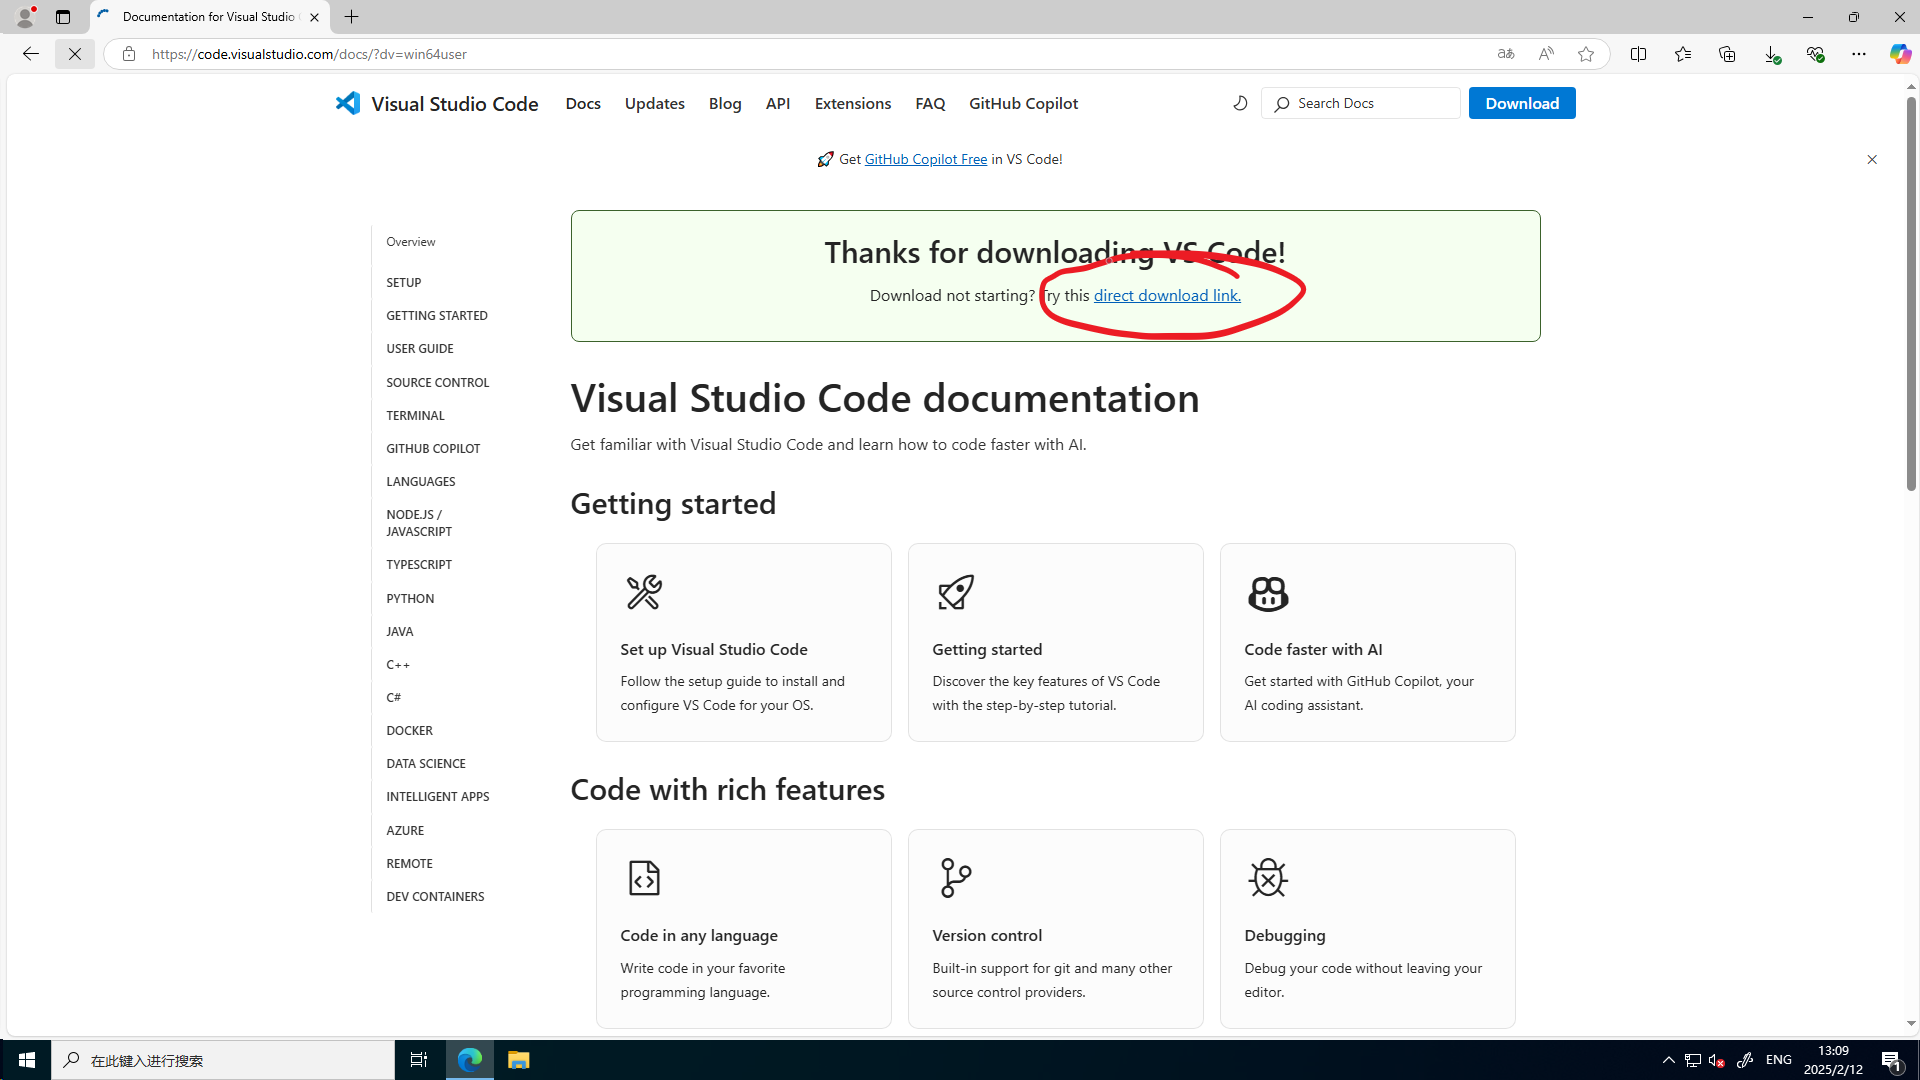 Documentation for Visual Studio C
https://code.visualstudio.com/docs/?dv=win64user
Visual Studio Code
Docs
Updates
Blog
API
Extensions
FAQ
GitHub Copilot
Search Docs
Download
Get GitHub Copilot Free in VS Code!
Thanks for downloading VS Code!
Download not starting? Try this direct download link.
Overview
SETUP
GETTING STARTED
USER GUIDE
SOURCE CONTROL
TERMINAL
GITHUB COPILOT
LANGUAGES
NODE.JS /
JAVASCRIPT
TYPESCRIPT
PYTHON
JAVA
C++
C#
DOCKER
DATA SCIENCE
INTELLIGENT APPS
AZURE
REMOTE
DEV CONTAINERS
Visual Studio Code documentation
Get familiar with Visual Studio Code and learn how to code faster with AI.
Getting started
Set up Visual Studio Code
Follow the setup guide to install and
configure VS Code for your OS.
Getting started
Discover the key features of VS Code
with the step-by-step tutorial.
Code faster with AI
Get started with GitHub Copilot, your
AI coding assistant.
Code with rich features
Code in any language
Write code in your favorite
programming language.
Version control
Built-in support for git and many other
source control providers.
Debugging
Debug your code without leaving your
editor.
在此键入进行搜索
ENG
13:09
2025/2/12
1